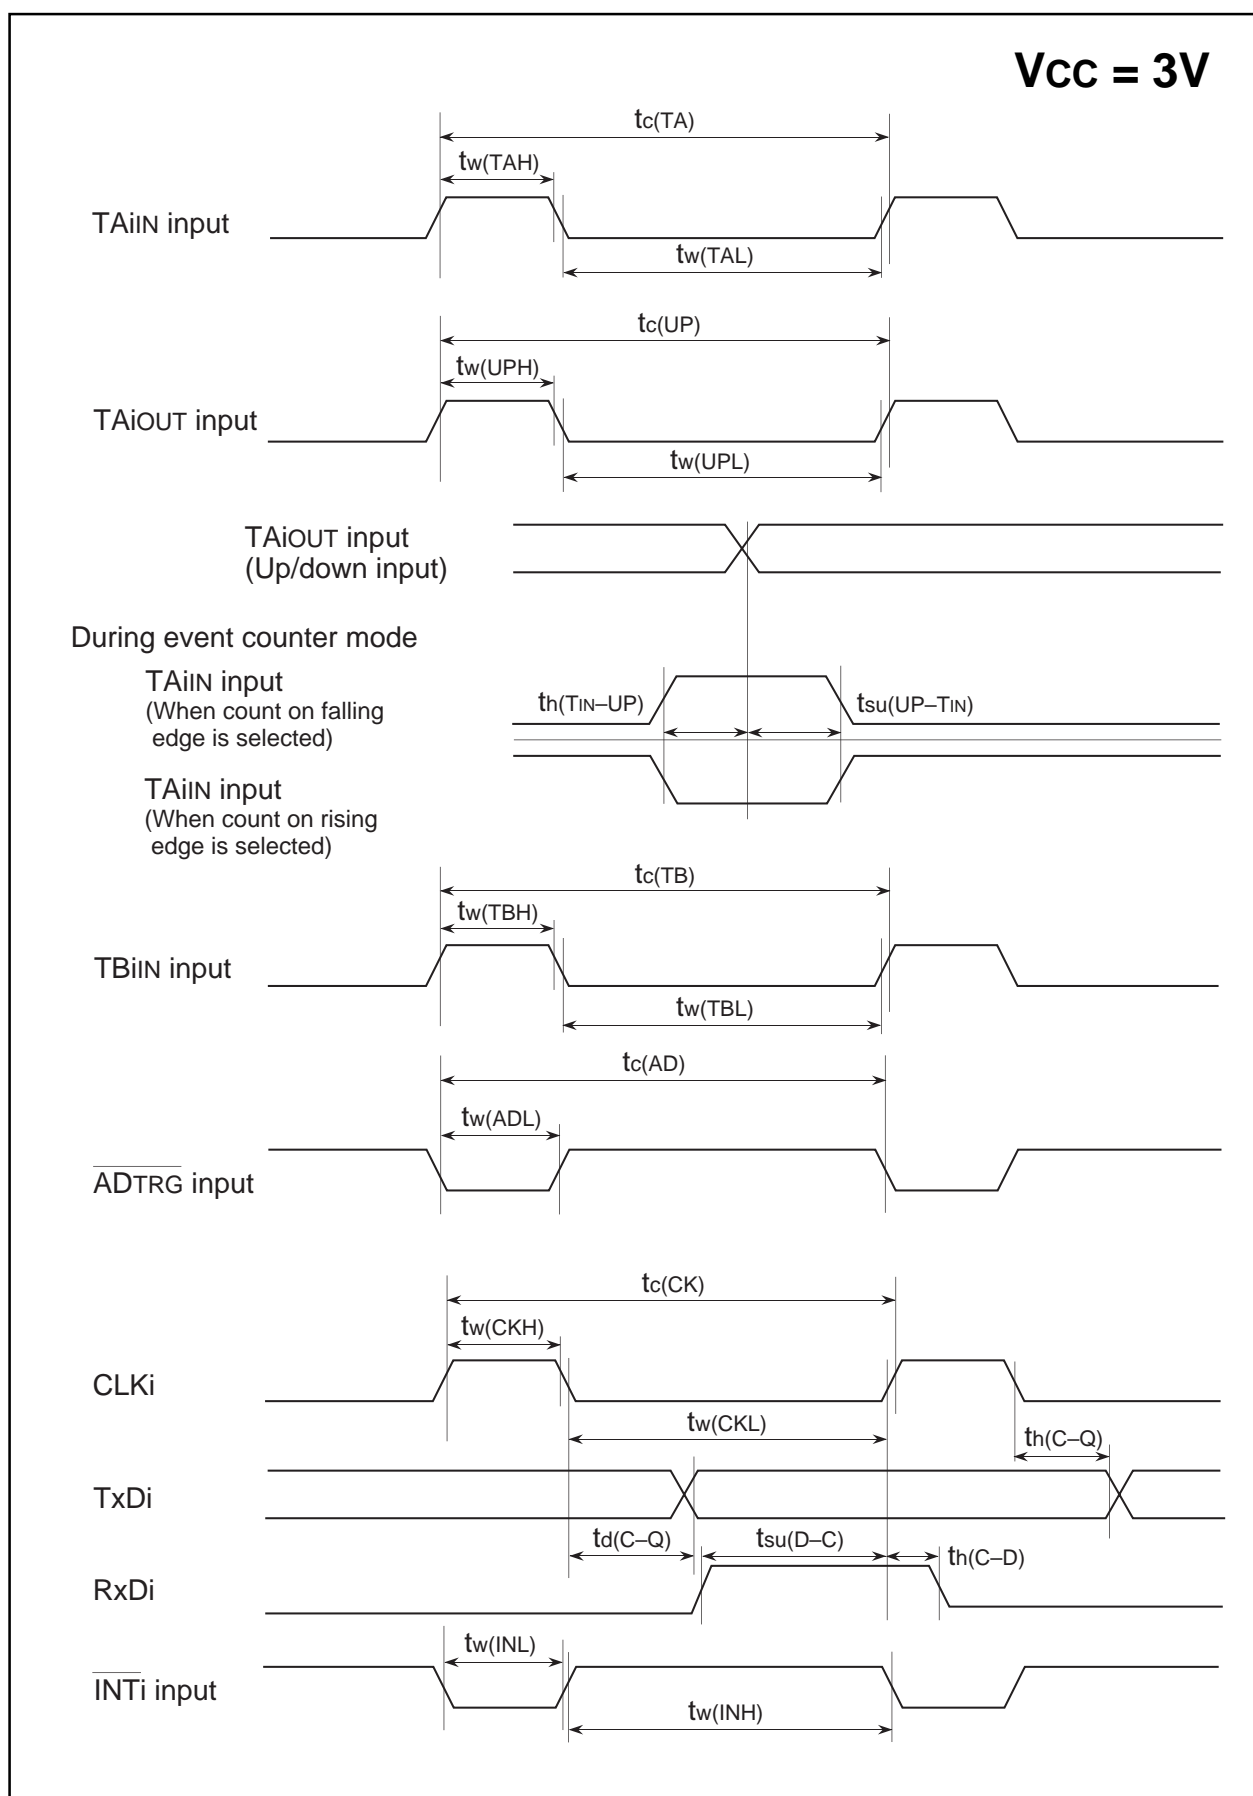 VCC = 3V
tc(TA)
tw(TAH)
TAiIN input
tw(TAL)
tc(UP)
tw(UPH)
TAiOUT input
tw(UPL)
TAiOUT input
(Up/down input)
During event counter mode
TAiIN input
(When count on falling
edge is selected)
th(TIN–UP)
tsu(UP–TIN)
TAiIN input
(When count on rising
edge is selected)
tc(TB)
tw(TBH)
TBiIN input
tw(TBL)
tc(AD)
tw(ADL)
ADTRG input
tc(CK)
tw(CKH)
CLKi
tw(CKL)
th(C–Q)
TxDi
td(C–Q)
tsu(D–C)
th(C–D)
RxDi
tw(INL)
INTi input
tw(INH)